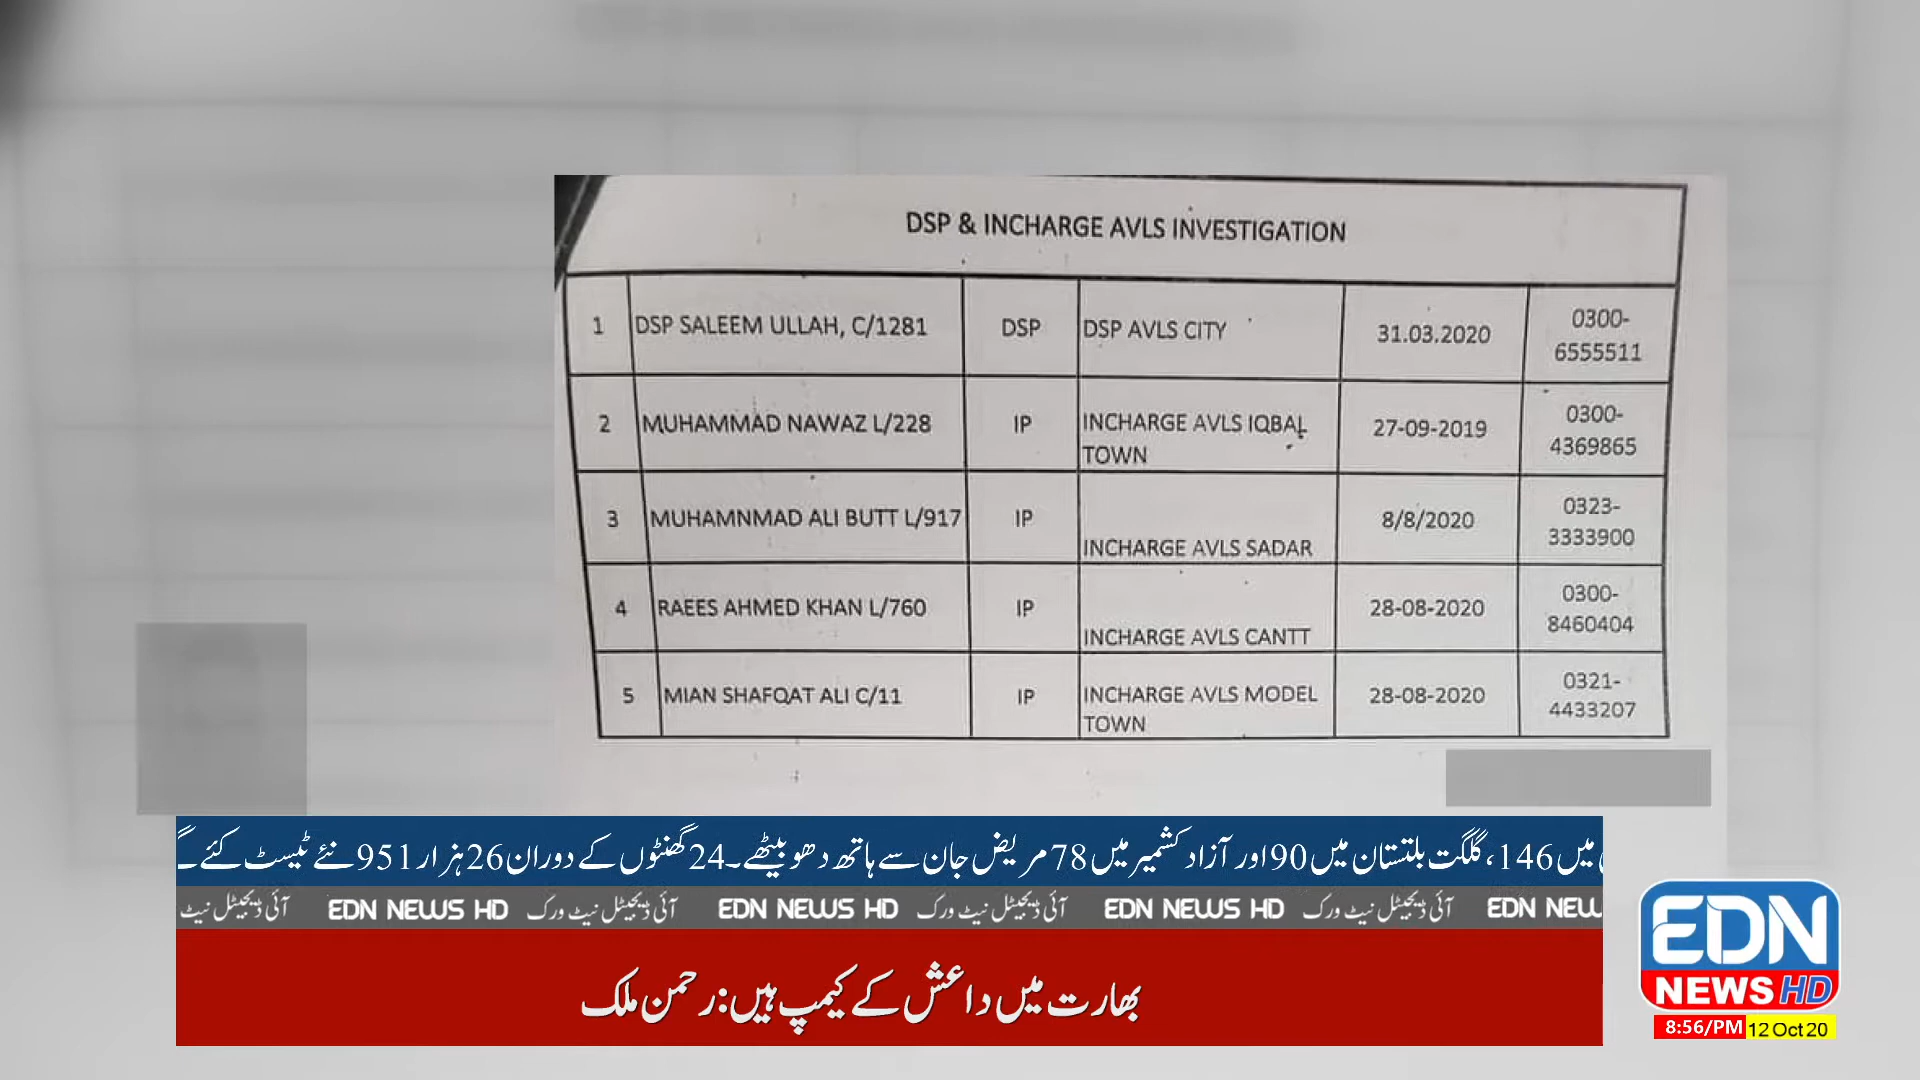 DSP & INCHARGE AVLS INVESTIGATION
1 DSP SALEEM ULLAH, C/1281 DSP DSP AVLS CITY 31.03.2020 0300-
6555511
2 MUHAMMAD NAWAZ L/228 IP INCHARGE AVLS IQBAL 27-09-2019 0300-
TOWN 4369865
3 MUHAMNMAD ALI BUTT L/917 IP INCHARGE AVLS SADAR 8/8/2020 0323-
3333900
4 RAEES AHMED KHAN L/760 IP INCHARGE AVLS CANTT 28-08-2020 0300-
8460404
5 MIAN SHAFQAT ALI C/11 IP INCHARGE AVLS MODEL 28-08-2020 0321-
TOWN 4433207
میں 146، گلگت بلتستان میں 90 اور آزاد کشمیر میں 78 مریض جان سے ہاتھ دھو بیٹھے۔ 24 گھنٹوں کے دوران 26 ہزار 951 نئے ٹیسٹ کئے
آئی ڈیجیٹل نیٹ EDN NEWS HD آئی ڈیجیٹل نیٹ ورک EDN NEWS HD آئی ڈیجیٹل نیٹ ورک EDN NEWS HD آئی ڈیجیٹل نیٹ ورک EDN NEW
بھارت میں داعش کے کیمپ ہیں: رحمن ملک
EDN
NEWS HD
8:56/PM 12 Oct 20